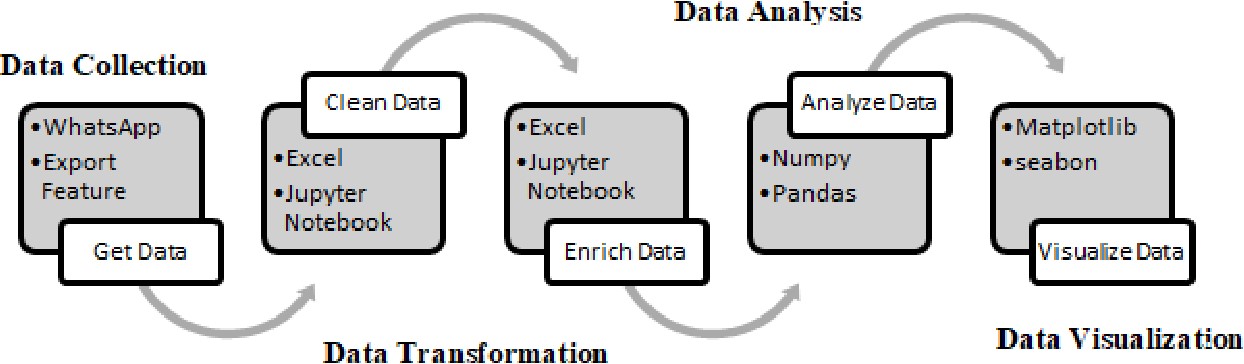 Data Collection
•WhatsApp
•Export
Feature
Get Data
Clean Data
•Excel
•Jupyter
Notebook
Data Transformation
•Excel
•Jupyter
Notebook
Enrich Data
Data Analysis
Analyze Data
•Numpy
•Pandas
•Matplotlib
•seabon
Visualize Data
Data Visualization